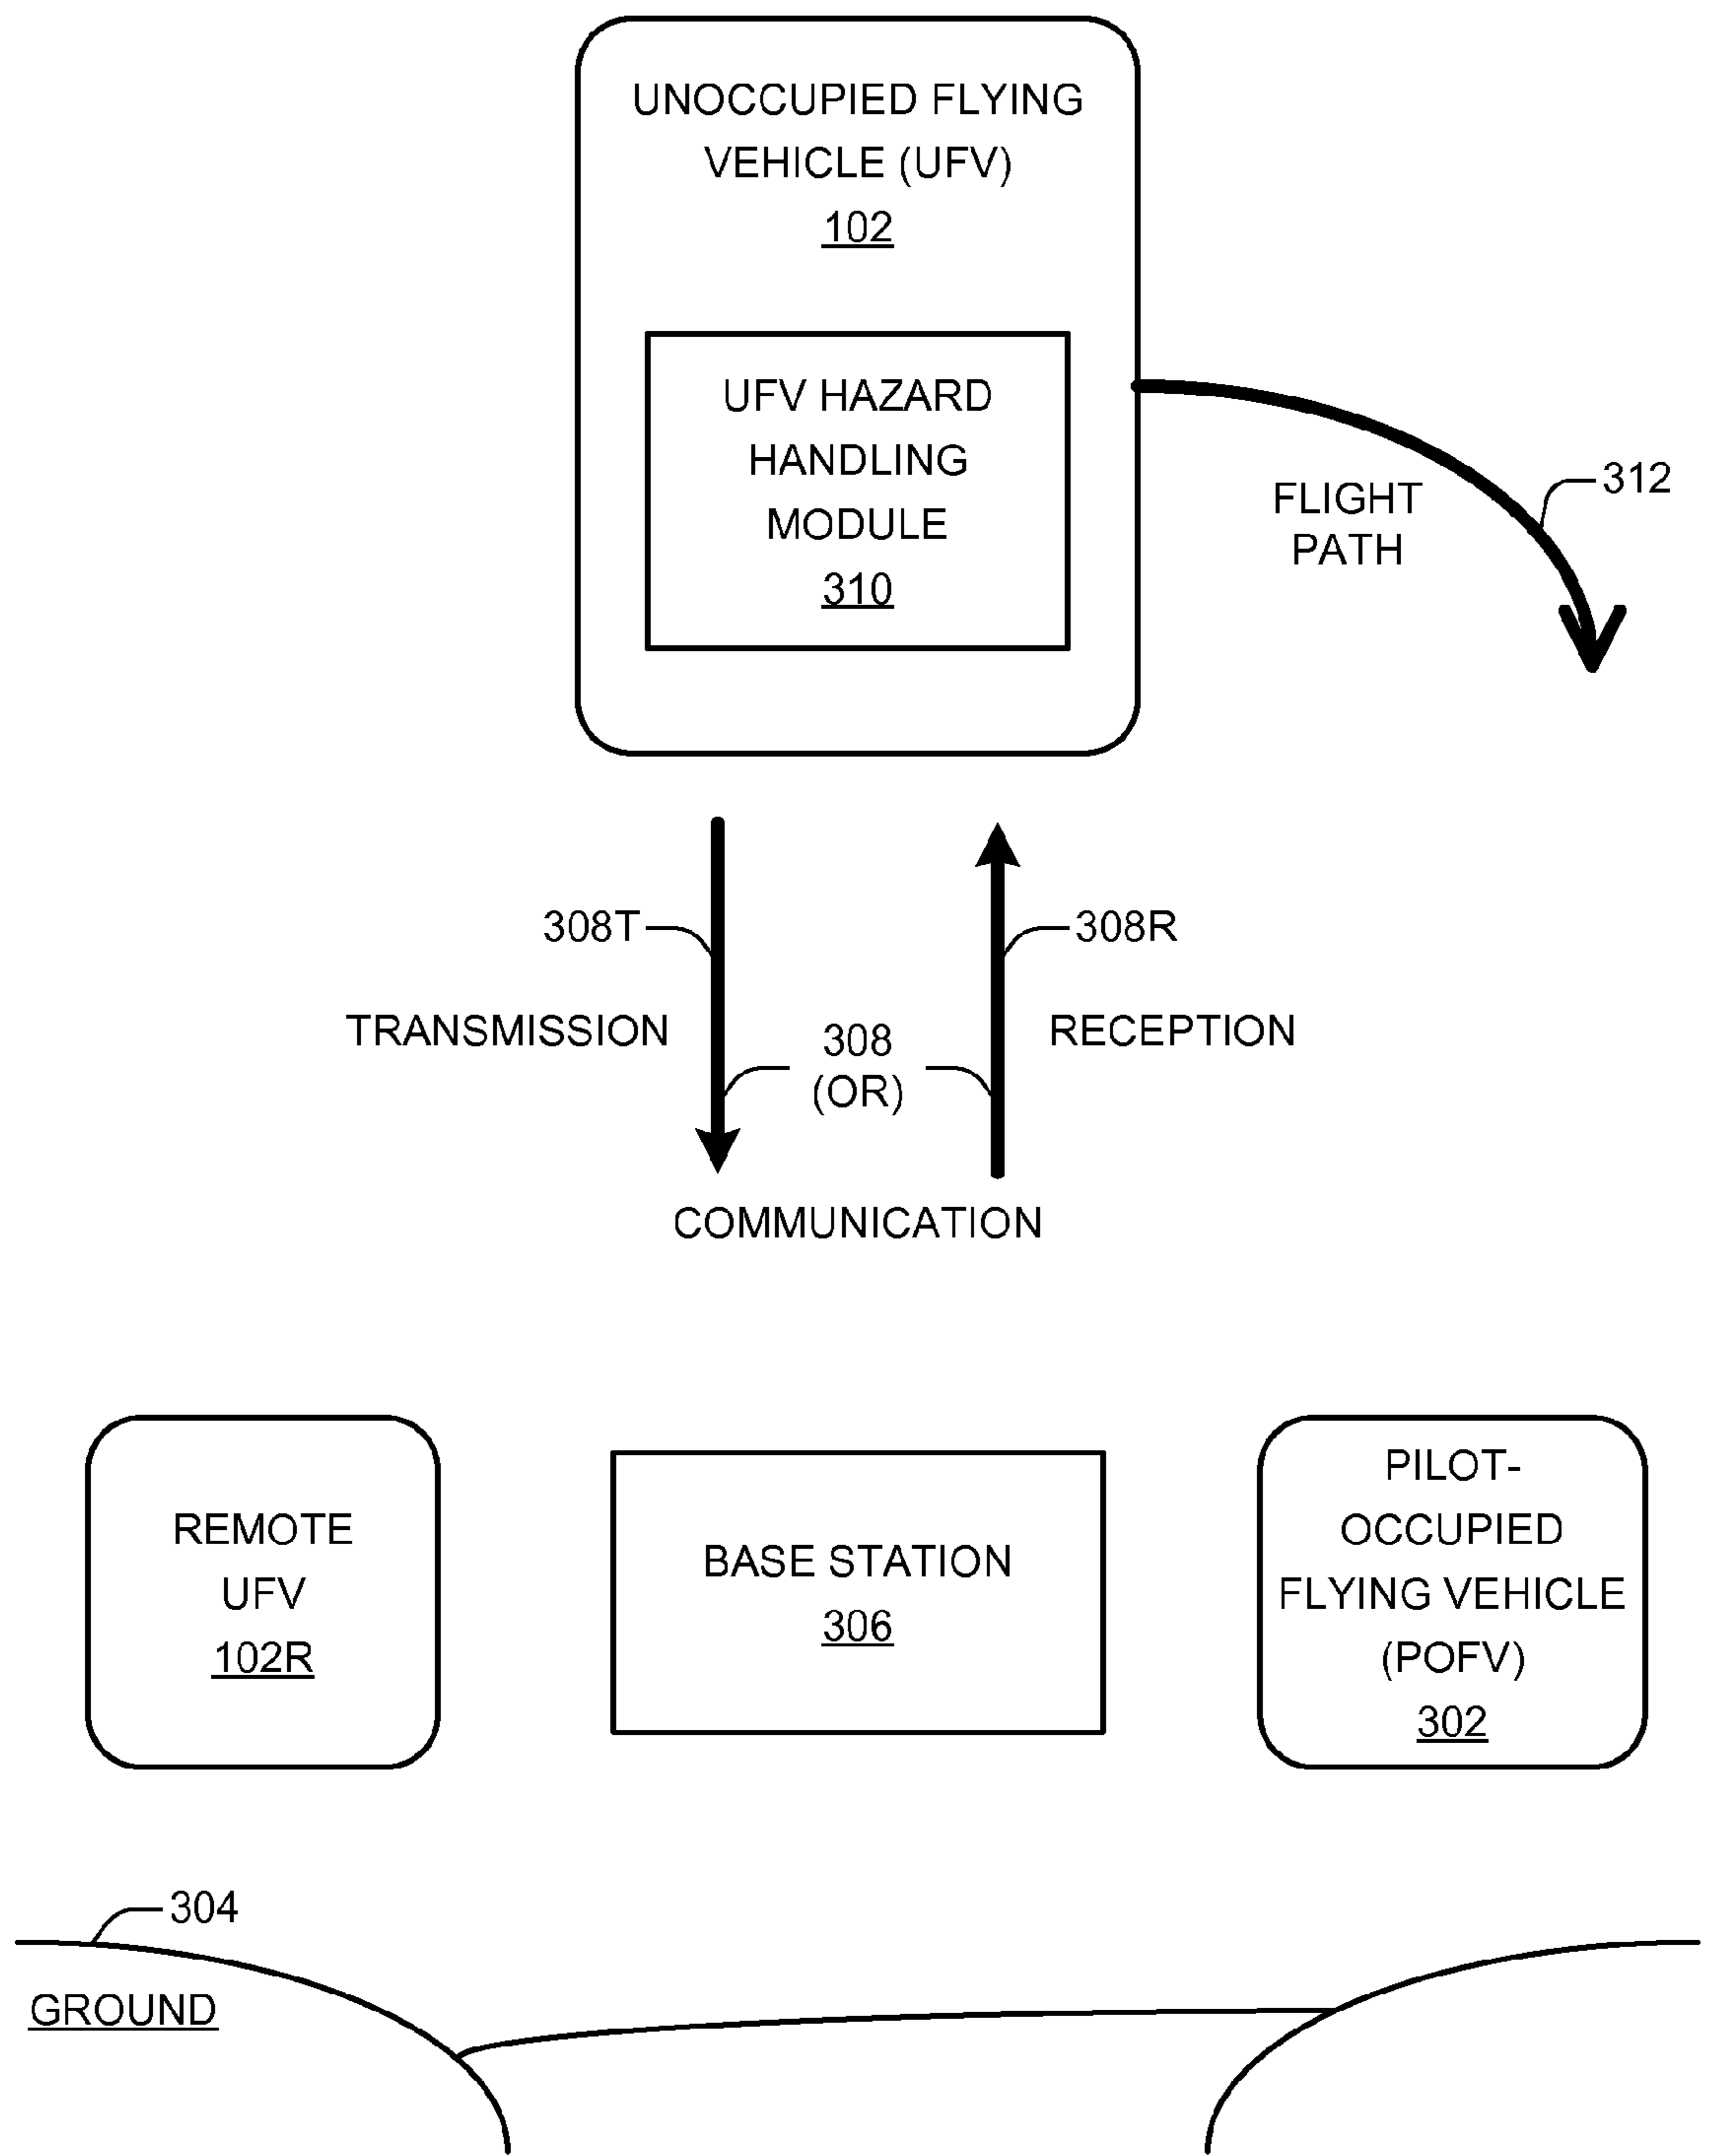 UNOCCUPIED FLYING
VEHICLE (UFV)
102
UFV HAZARD
HANDLING
MODULE
310
FLIGHT
PATH
312
308T
308R
TRANSMISSION
308
(OR)
RECEPTION
COMMUNICATION
REMOTE
UFV
102R
BASE STATION
306
PILOT-
OCCUPIED
FLYING VEHICLE
(POFV)
302
304
GROUND